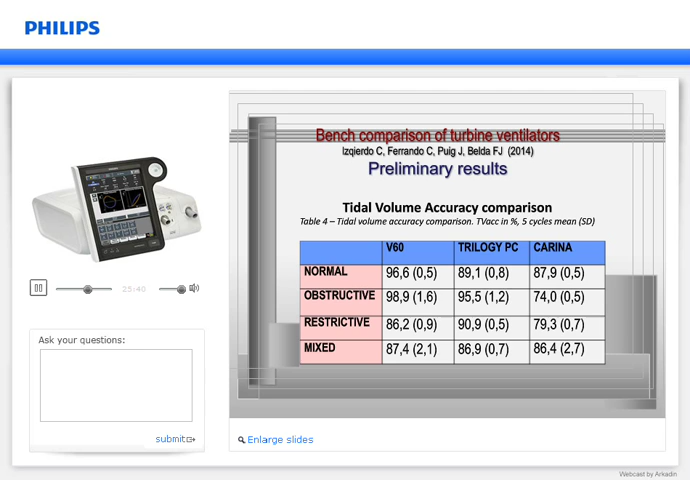 PHILIPS
Bench comparison of turbine ventilators
Izqierdo C, Ferrando C, Puig J, Belda FJ (2014)
Preliminary results
Tidal Volume Accuracy comparison
Table 4 – Tidal volume accuracy comparison. TVacc in %, 5 cycles mean (SD)
V60 TRILOGY PC CARINA
NORMAL 96,6 (0,5) 89,1 (0,8) 87,9 (0,5)
OBSTRUCTIVE 98,9 (1,6) 95,5 (1,2) 74,0 (0,5)
RESTRICTIVE 86,2 (0,9) 90,9 (0,5) 79,3 (0,7)
MIXED 87,4 (2,1) 86,9 (0,7) 86,4 (2,7)
25:40
Ask your questions:
submit
Enlarge slides
Webcast by Arkadin